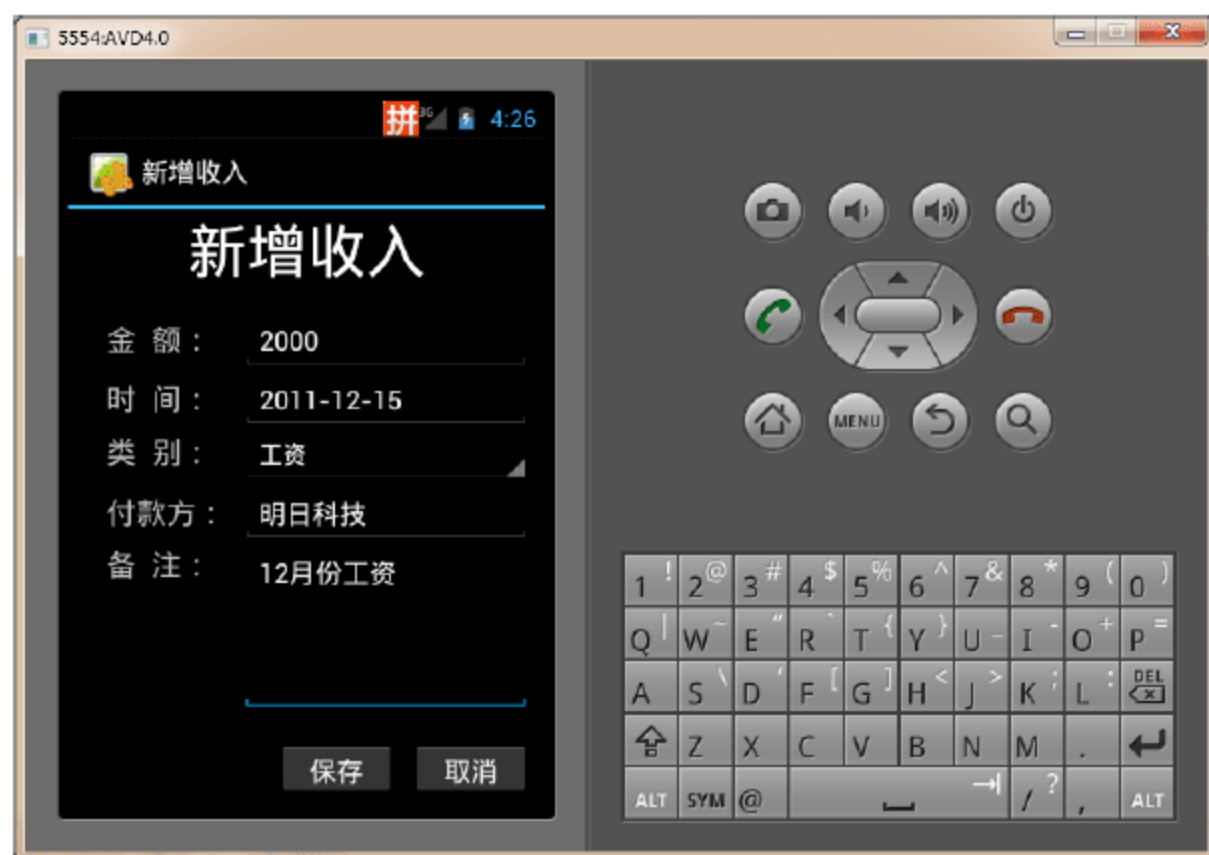 5554:AVD4.0
拼 3G 4:26
新增收入
新增收入
金 额： 2000
时 间： 2011-12-15
类 别： 工资
付款方： 明日科技
备 注： 12月份工资
保存 取消
MENU
1 ! 2 @ 3 # 4 $ 5 % 6 ^ 7 & 8 * 9 ( 0 )
Q | W ~ E " R ` T { Y } U _ I - O + P =
A S \ D ' F [ G ] H < J > K ; L : DEL
Z X C V B N M .
ALT SYM @ / ? , ALT